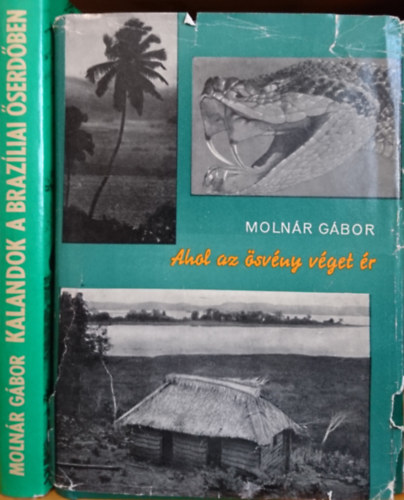 MOLNÁR GÁBOR KALANDOK A BRAZÍLIAI ŐSERDŐBEN
MOLNÁR GÁBOR
Ahol az ösvény véget ér